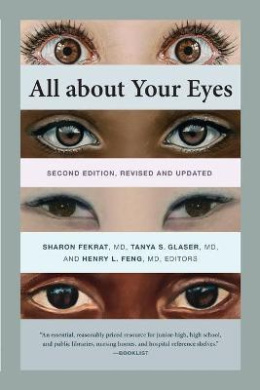 All about Your Eyes
SECOND EDITION, REVISED AND UPDATED
SHARON FEKRAT, MD, TANYA S. GLASER, MD,
AND HENRY L. FENG, MD, EDITORS
"An essential, reasonably priced resource for junior-high, high school,
and public libraries, nursing homes, and hospital reference shelves."
—BOOKLIST